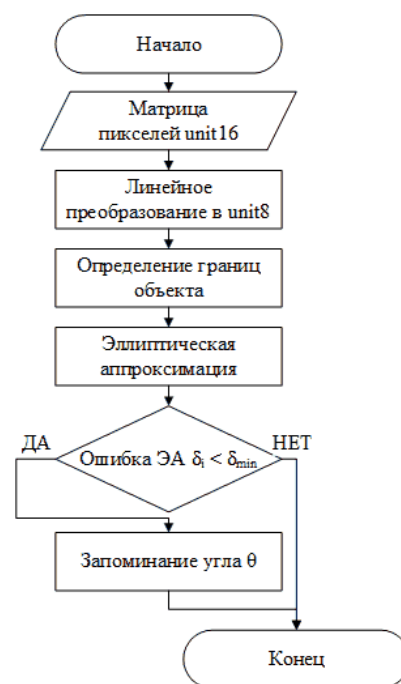 Начало
Матрица
пикселей unit16
Линейное
преобразование в unit8
Определение границ
объекта
Эллиптическая
аппроксимация
ДА
НЕТ
Ошибка ЭА δi < δmin
Запоминание угла θ
Конец